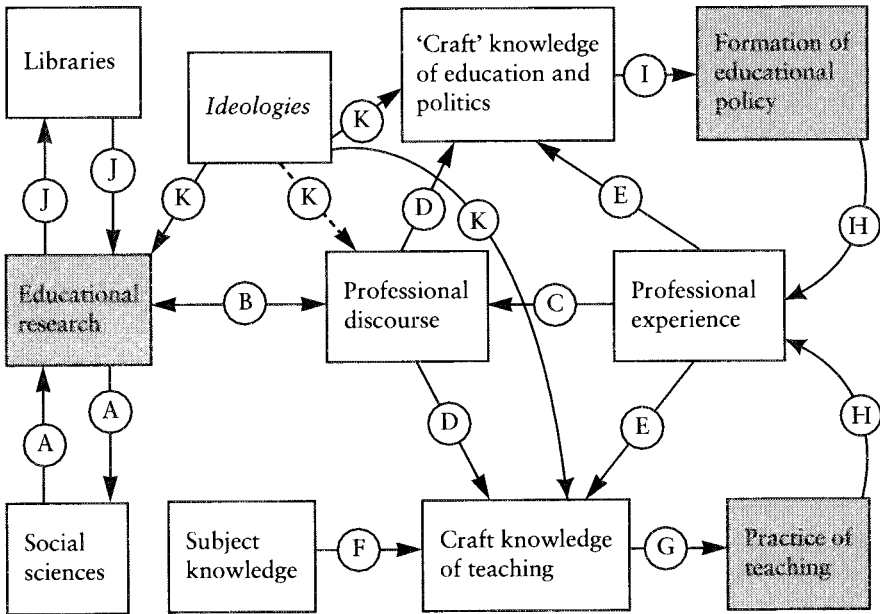 Libraries
Ideologies
‘Craft’ knowledge
of education and
politics
I
Formation of
educational
policy
K
J
J
K
K
D
K
E
H
Educational
research
B
Professional
discourse
C
Professional
experience
A
A
D
E
H
Social
sciences
Subject
knowledge
F
Craft knowledge
of teaching
G
Practice of
teaching